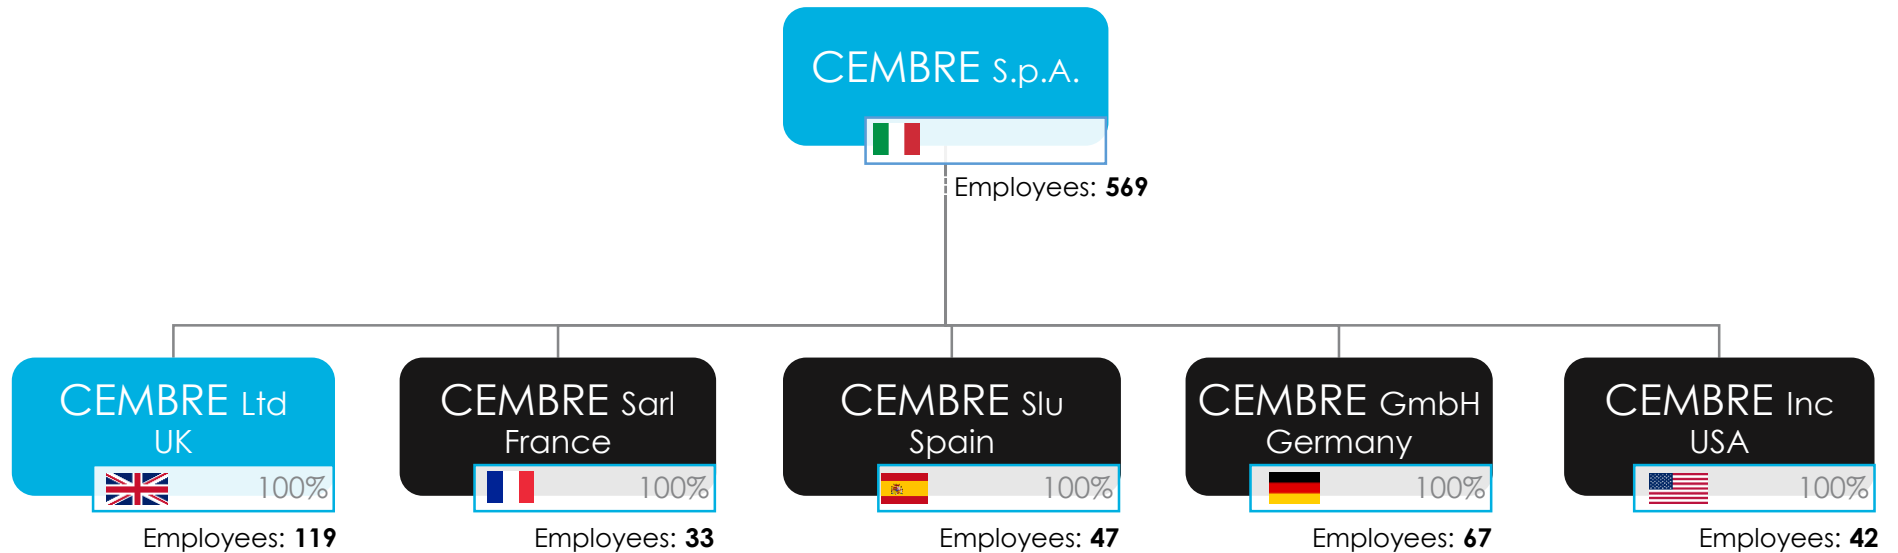 CEMBRE S.p.A.
Employees: 569
CEMBRE Ltd
UK
100%
Employees: 119
CEMBRE Sarl
France
100%
Employees: 33
CEMBRE Slu
Spain
100%
Employees: 47
CEMBRE GmbH
Germany
100%
Employees: 67
CEMBRE Inc
USA
100%
Employees: 42